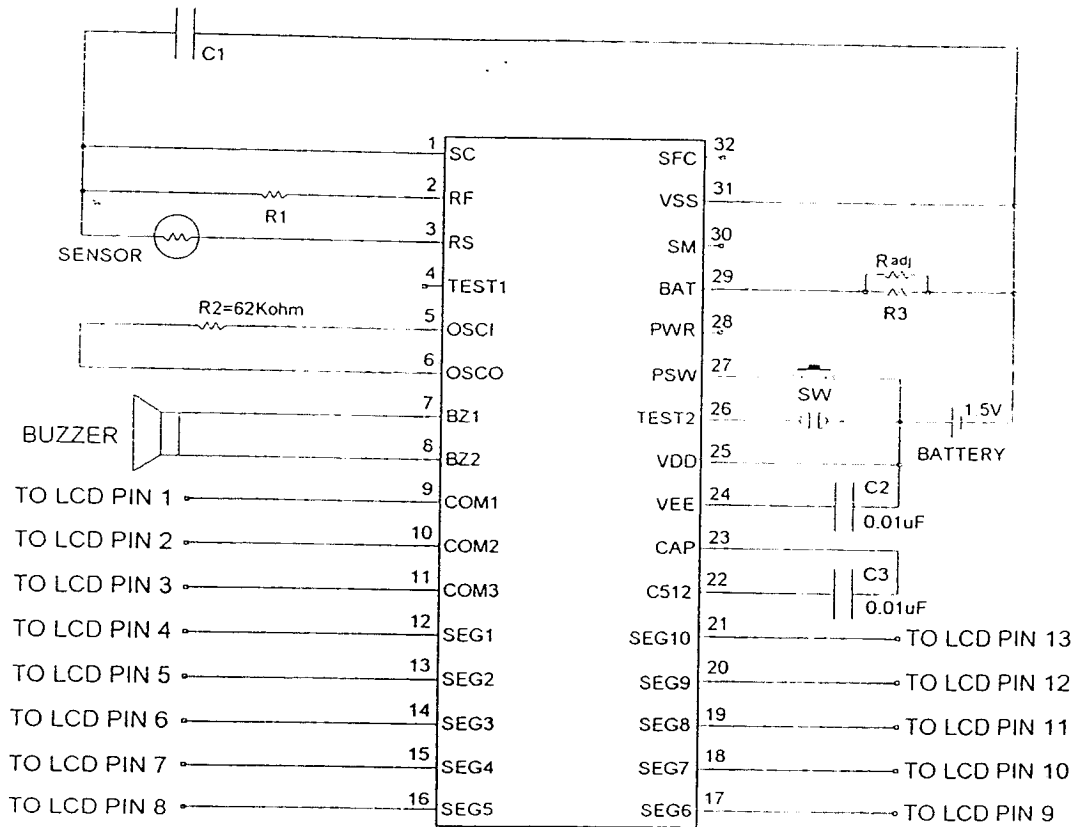 C1
1 SC
2 RF
R1
3 RS
SENSOR
4 TEST1
R2=62Kohm
5 OSCI
6 OSCO
7 BZ1
BUZZER
8 BZ2
TO LCD PIN 1 9 COM1
TO LCD PIN 2 10 COM2
TO LCD PIN 3 11 COM3
TO LCD PIN 4 12 SEG1
TO LCD PIN 5 13 SEG2
TO LCD PIN 6 14 SEG3
TO LCD PIN 7 15 SEG4
TO LCD PIN 8 16 SEG5
SFC 32
VSS 31
SM 30
Radj
BAT 29
R3
PWR 28
PSW 27
SW
TEST2 26
1.5V
BATTERY
VDD 25
VEE 24
C2
0.01uF
CAP 23
C512 22
C3
0.01uF
SEG10 21 TO LCD PIN 13
SEG9 20 TO LCD PIN 12
SEG8 19 TO LCD PIN 11
SEG7 18 TO LCD PIN 10
SEG6 17 TO LCD PIN 9